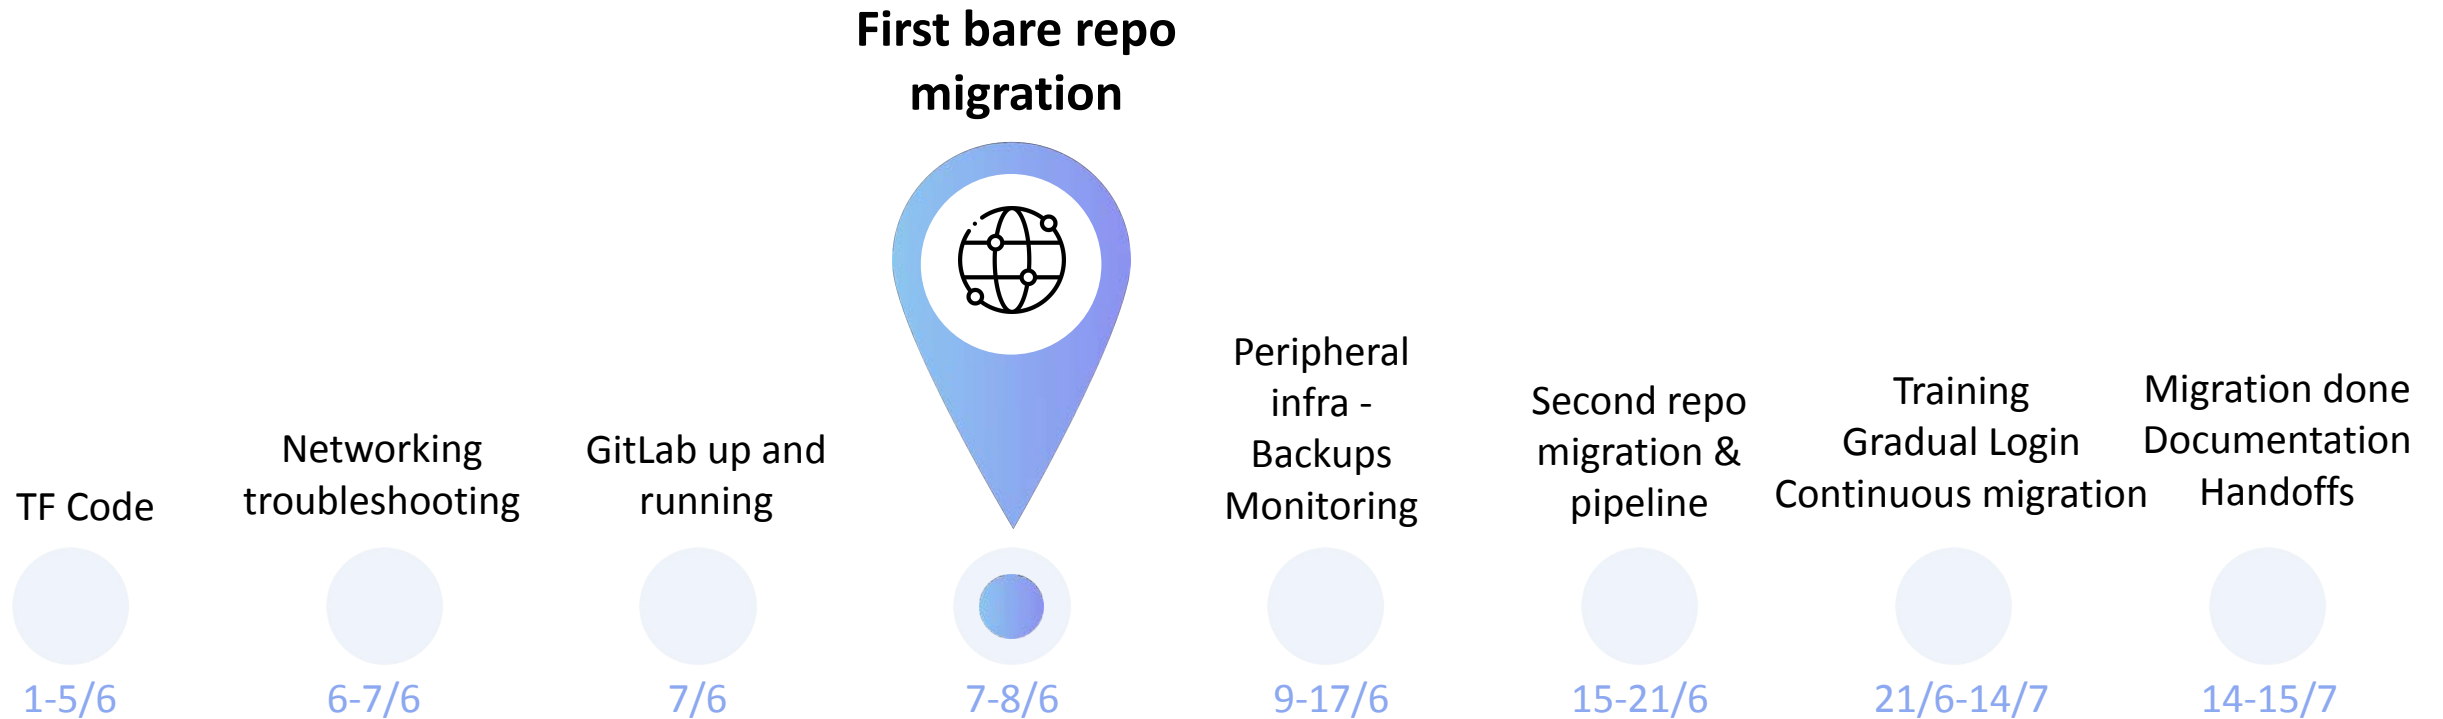 First bare repo
migration
TF Code
Networking
troubleshooting
GitLab up and
running
Peripheral
infra -
Backups
Monitoring
Second repo
migration &
pipeline
Training
Gradual Login
Continuous migration
Migration done
Documentation
Handoffs
1-5/6
6-7/6
7/6
7-8/6
9-17/6
15-21/6
21/6-14/7
14-15/7